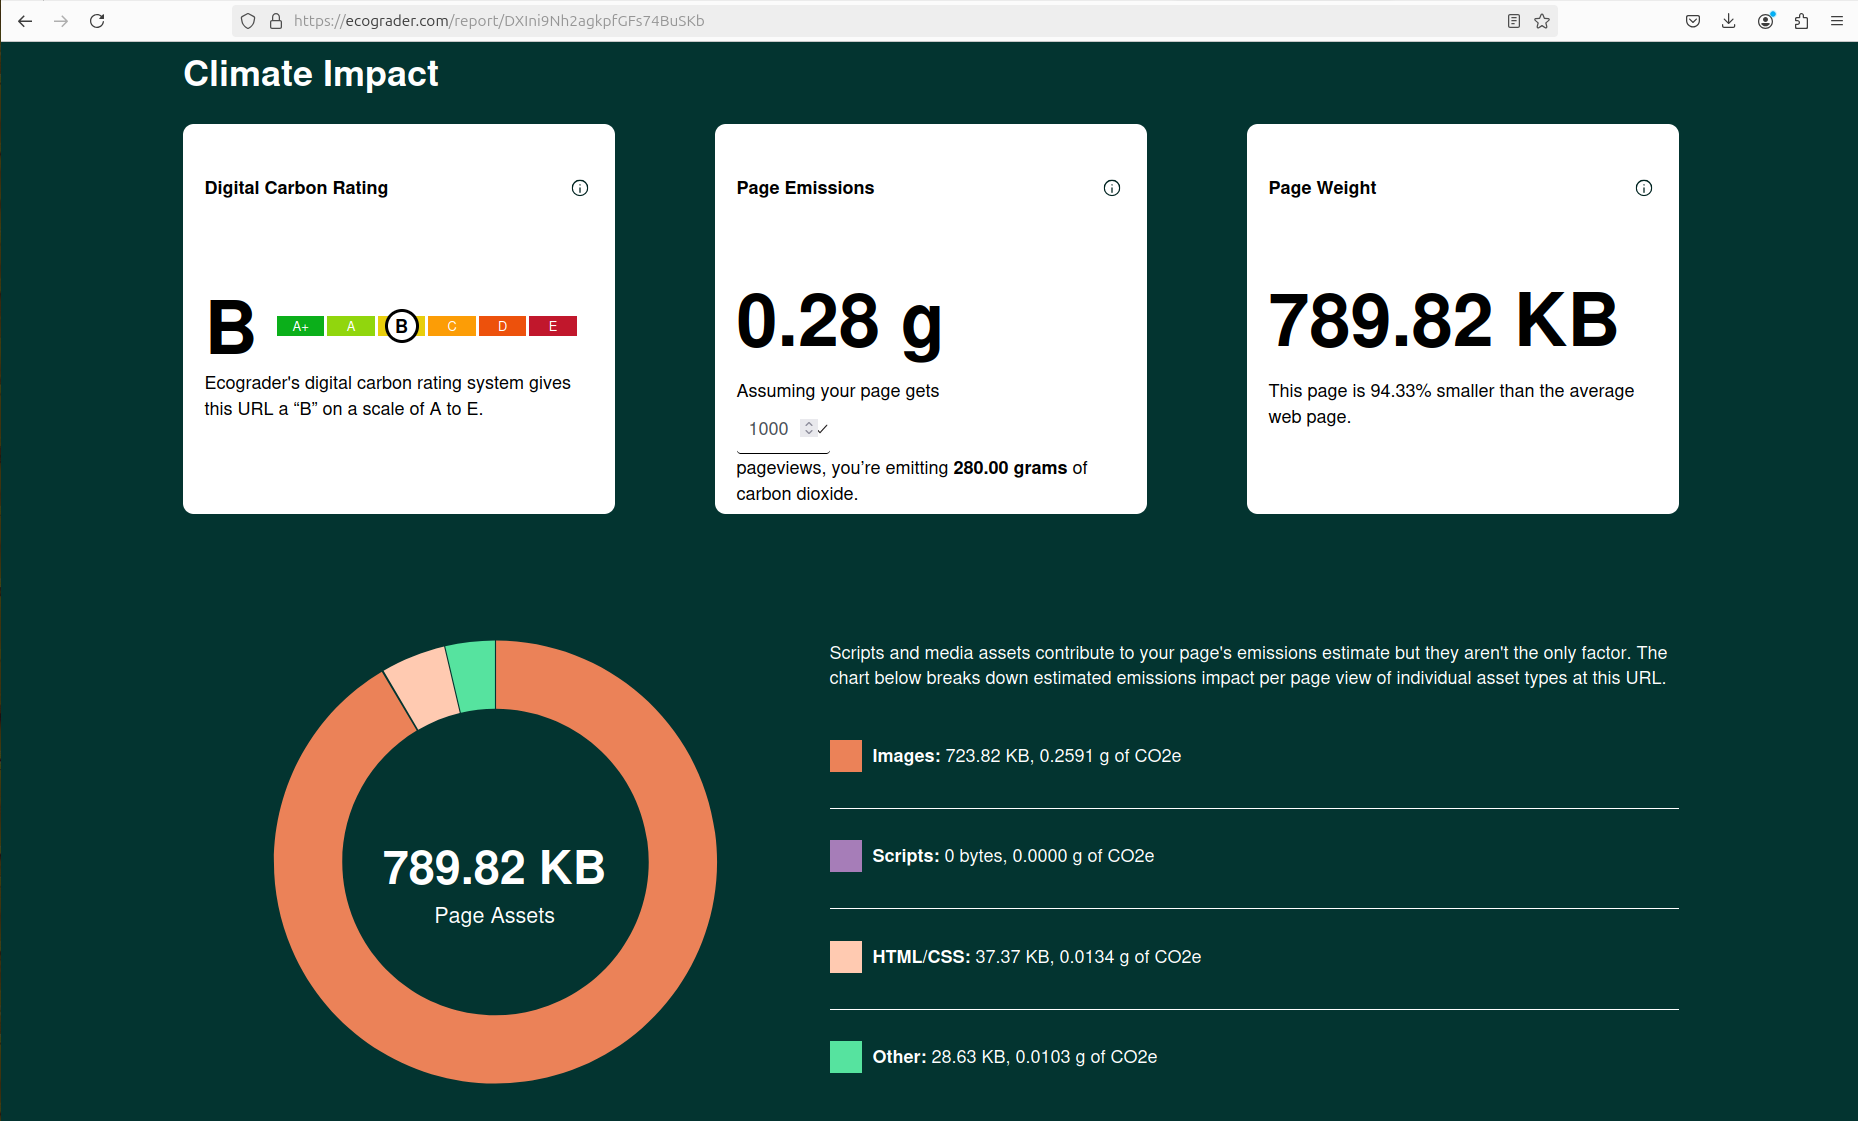 https://ecograder.com/report/DXIni9Nh2agkpfGFs74BuSKb
Climate Impact
Digital Carbon Rating
B
A+ A B C D E
Ecograder's digital carbon rating system gives
this URL a “B” on a scale of A to E.
Page Emissions
0.28 g
Assuming your page gets
1000
pageviews, you’re emitting 280.00 grams of
carbon dioxide.
Page Weight
789.82 KB
This page is 94.33% smaller than the average
web page.
789.82 KB
Page Assets
Scripts and media assets contribute to your page's emissions estimate but they aren't the only factor. The
chart below breaks down estimated emissions impact per page view of individual asset types at this URL.
Images: 723.82 KB, 0.2591 g of CO2e
Scripts: 0 bytes, 0.0000 g of CO2e
HTML/CSS: 37.37 KB, 0.0134 g of CO2e
Other: 28.63 KB, 0.0103 g of CO2e